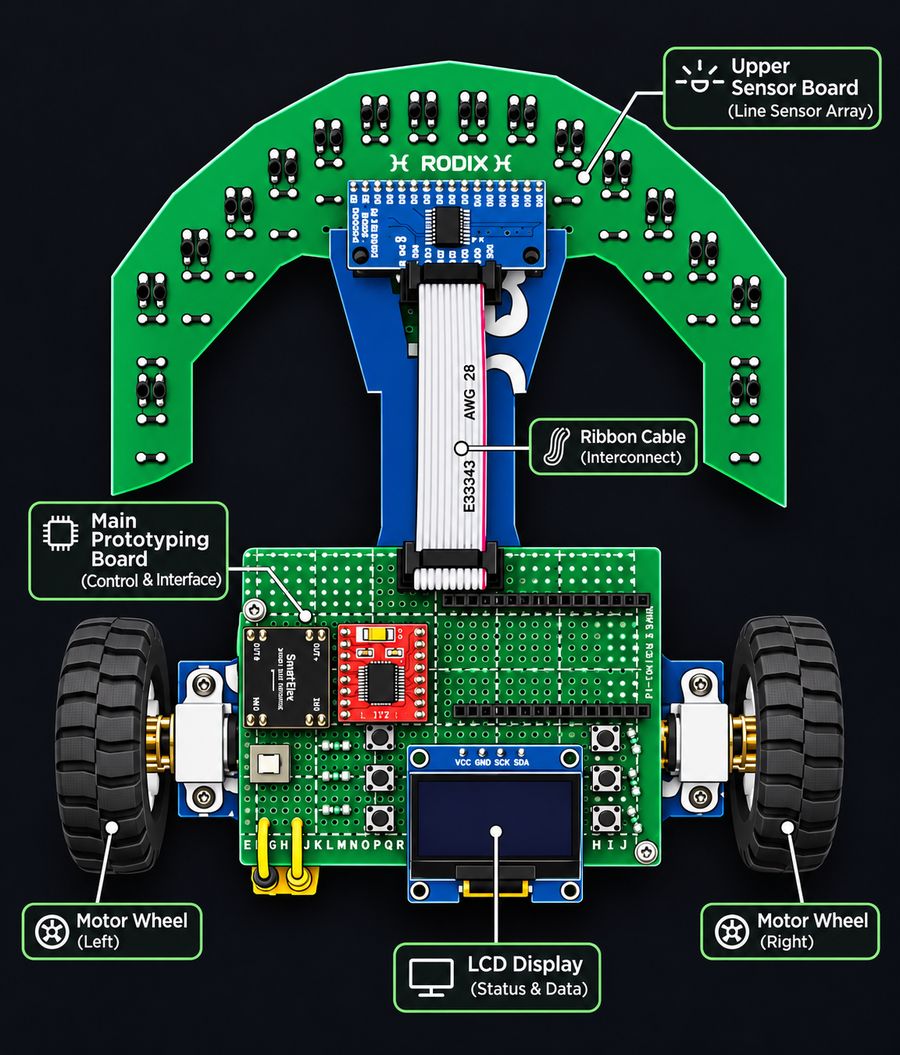 Upper
Sensor Board
(Line Sensor Array)
RODIX
AWG 28
E33343
Ribbon Cable
(Interconnect)
Main
Prototyping
Board
(Control & Interface)
OUT+
VCC GND SCK SDA
H I J
Motor Wheel
(Left)
Motor Wheel
(Right)
LCD Display
(Status & Data)